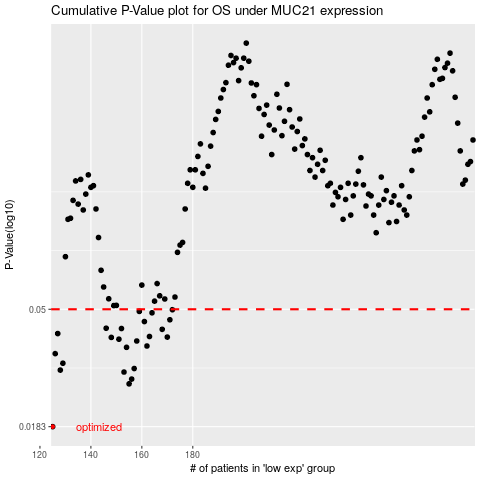 Cumulative P-Value plot for OS under MUC21 expression
P-Value(log10)
0.05
0.0183
optimized
120 140 160 180
# of patients in 'low exp' group